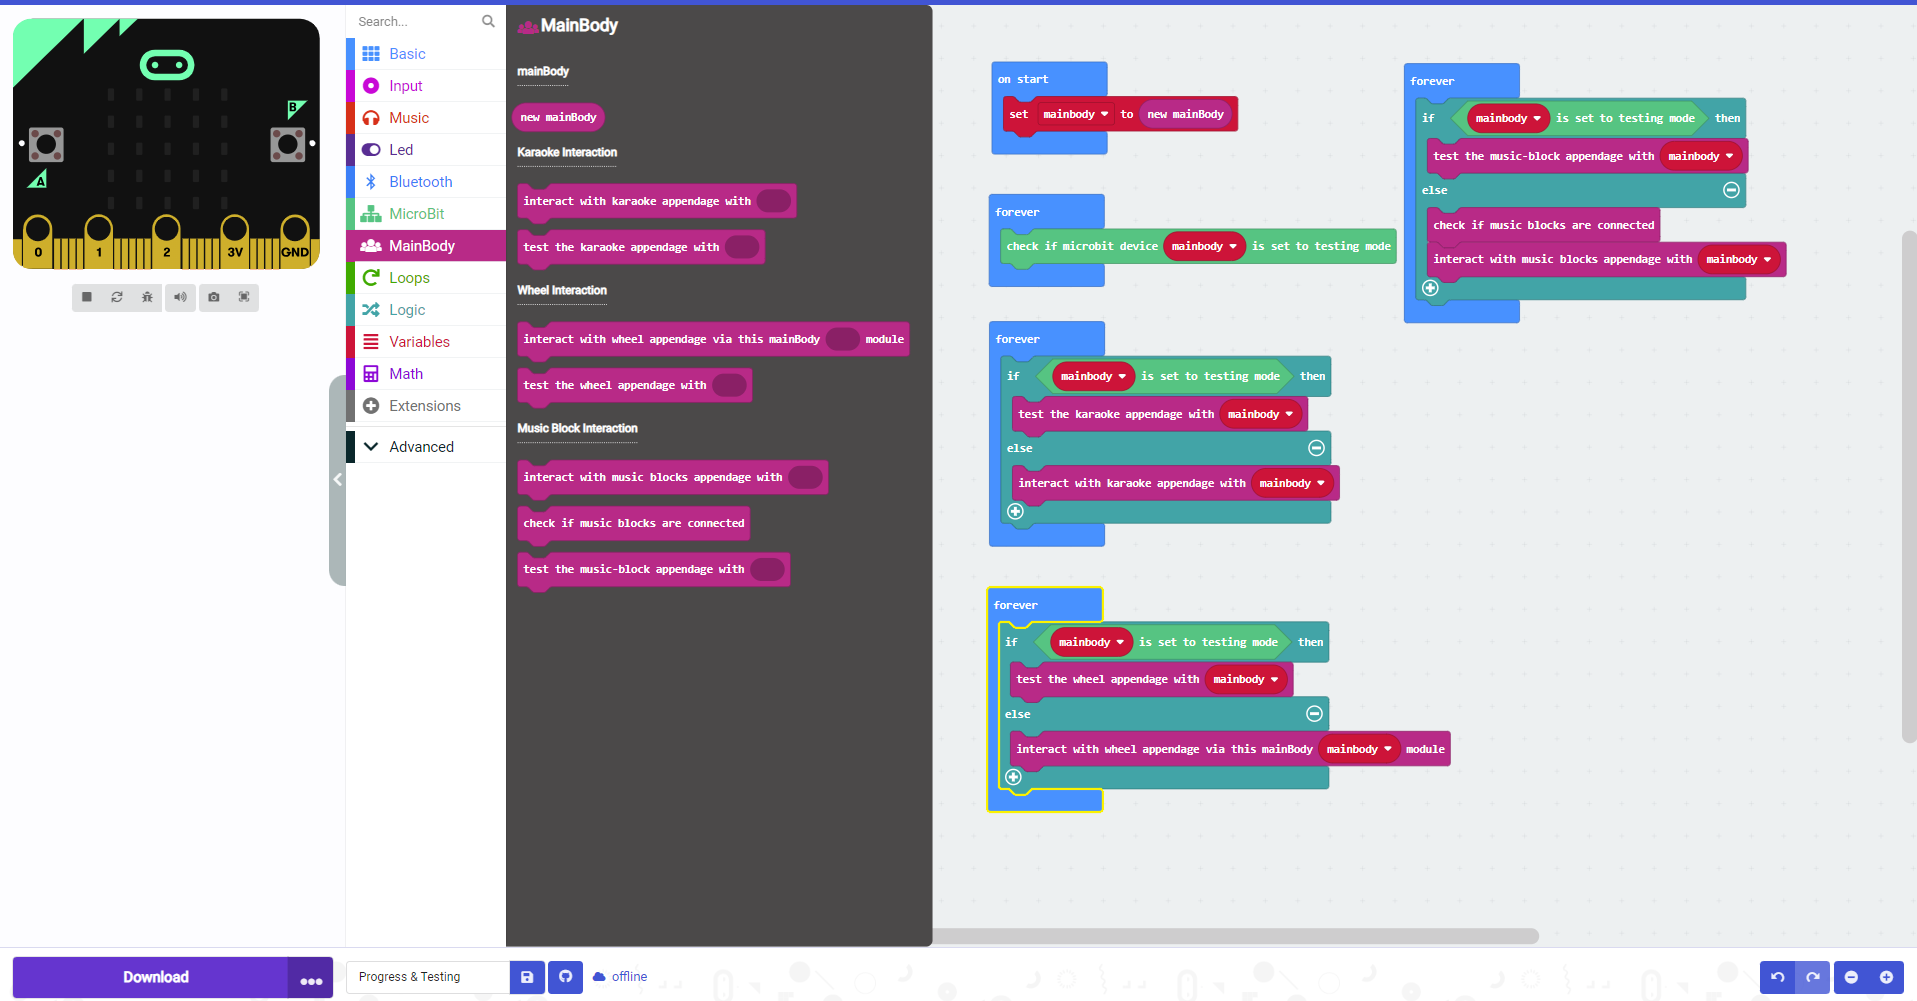 B
A
0
1
2
3V
GND
Search...
Basic
Input
Music
Led
Bluetooth
MicroBit
MainBody
Loops
Logic
Variables
Math
Extensions
Advanced
MainBody
mainBody
new mainBody
Karaoke Interaction
interact with karaoke appendage with
test the karaoke appendage with
Wheel Interaction
interact with wheel appendage via this mainBody module
test the wheel appendage with
Music Block Interaction
interact with music blocks appendage with
check if music blocks are connected
test the music-block appendage with
on start
set mainbody to new mainBody
forever
check if microbit device mainbody is set to testing mode
forever
if mainbody is set to testing mode then
test the karaoke appendage with mainbody
else
interact with karaoke appendage with mainbody
forever
if mainbody is set to testing mode then
test the wheel appendage with mainbody
else
interact with wheel appendage via this mainBody mainbody module
forever
if mainbody is set to testing mode then
test the music-block appendage with mainbody
else
check if music blocks are connected
interact with music blocks appendage with mainbody
Download
Progress & Testing
offline